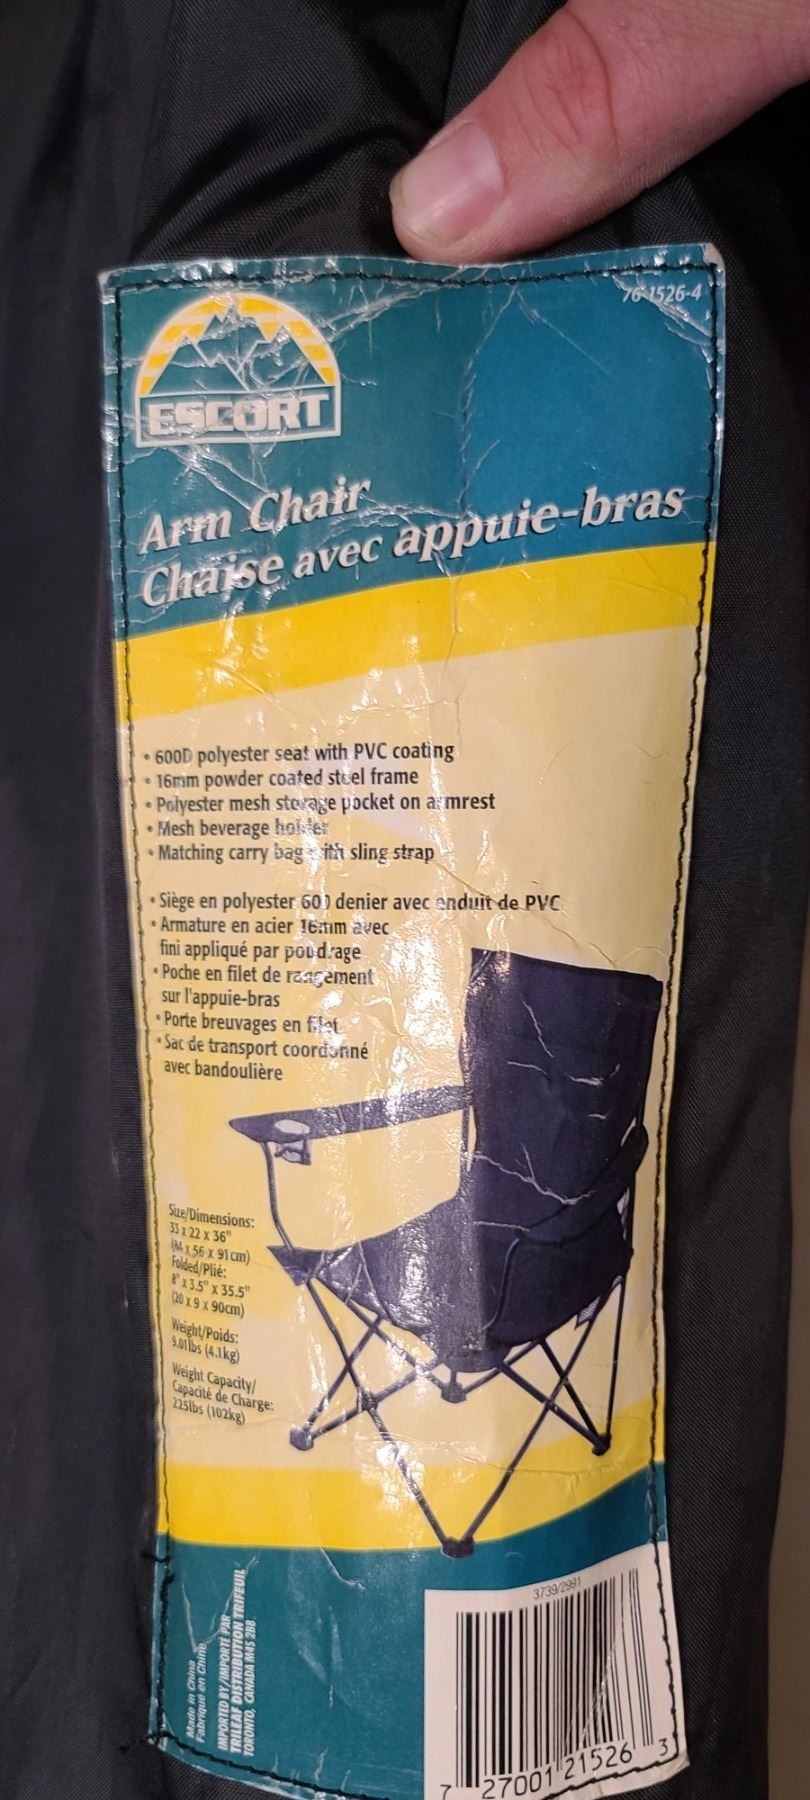 76-1526-4
ESCORT
Arm Chair
Chaise avec appuie-bras
• 600D polyester seat with PVC coating
• 16mm powder coated steel frame
• Polyester mesh storage pocket on armrest
• Mesh beverage holder
• Matching carry bag with sling strap
• Siège en polyester 600 denier avec enduit de PVC
• Armature en acier 16mm avec
fini appliqué par poudrage
• Poche en filet de rangement
sur l'appuie-bras
• Porte breuvages en filet
• Sac de transport coordonné
avec bandoulière
Size/Dimensions:
33 x 22 x 36"
(84 x 56 x 91cm)
Folded/Plié:
8" x 3.5" x 35.5"
(20 x 9 x 90cm)
Weight/Poids:
9.01lbs (4.1kg)
Weight Capacity/
Capacité de Charge:
225lbs (102kg)
Made in China
Fabriqué en Chine
IMPORTED BY/IMPORTÉ PAR
TRILEAF DISTRIBUTION TRIFEUIL
TORONTO, CANADA M4S 2B8
3739/2991
7 27001 21526 3